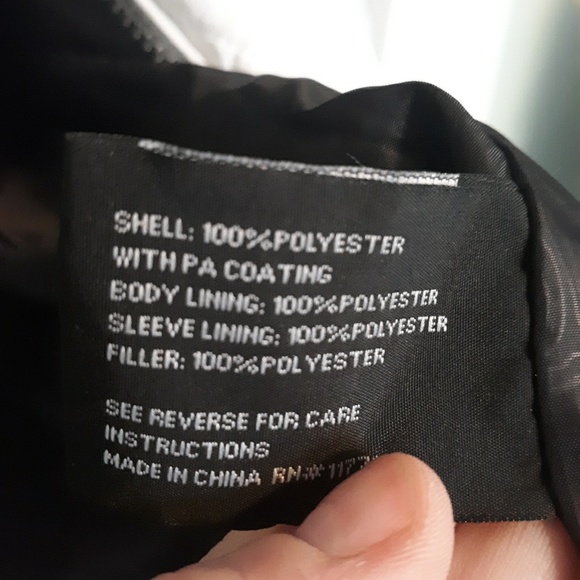 SHELL: 100%POLYESTER
WITH PA COATING
BODY LINING: 100%POLYESTER
SLEEVE LINING: 100%POLYESTER
FILLER: 100%POLYESTER
SEE REVERSE FOR CARE
INSTRUCTIONS
MADE IN CHINA